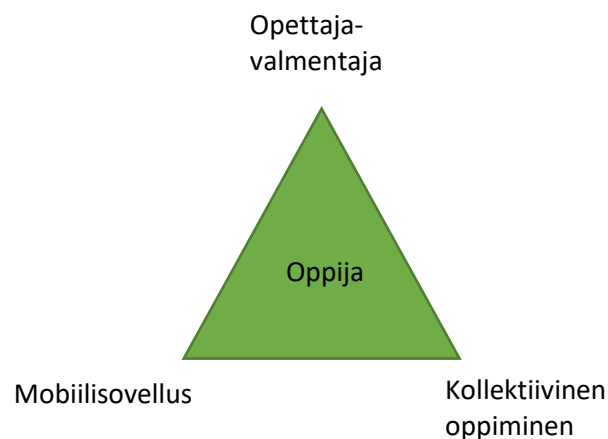 Opettaja-
valmentaja
Oppija
Mobiilisovellus
Kollektiivinen
oppiminen